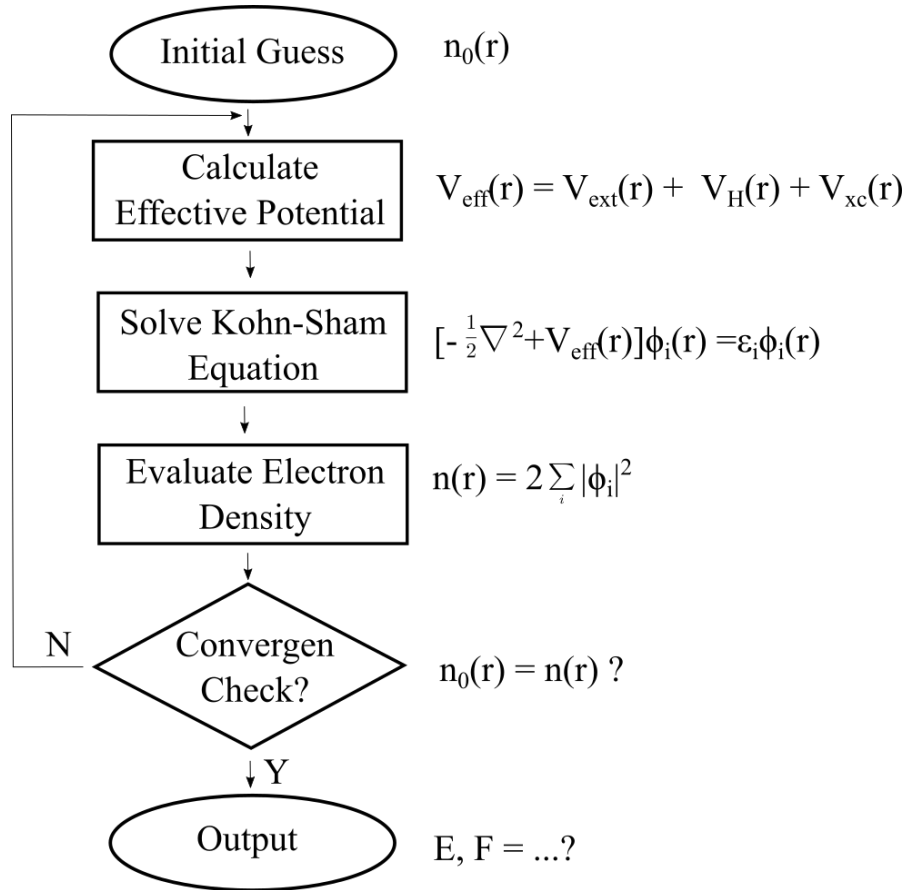 Initial Guess
n₀(r)
Calculate
Effective Potential
V_eff(r) = V_ext(r) + V_H(r) + V_xc(r)
Solve Kohn-Sham
Equation
[-½∇²+V_eff(r)]ϕᵢ(r) =εᵢϕᵢ(r)
Evaluate Electron
Density
n(r) = 2∑ᵢ|ϕᵢ|²
N
Convergen
Check?
n₀(r) = n(r) ?
Y
Output
E, F = ...?